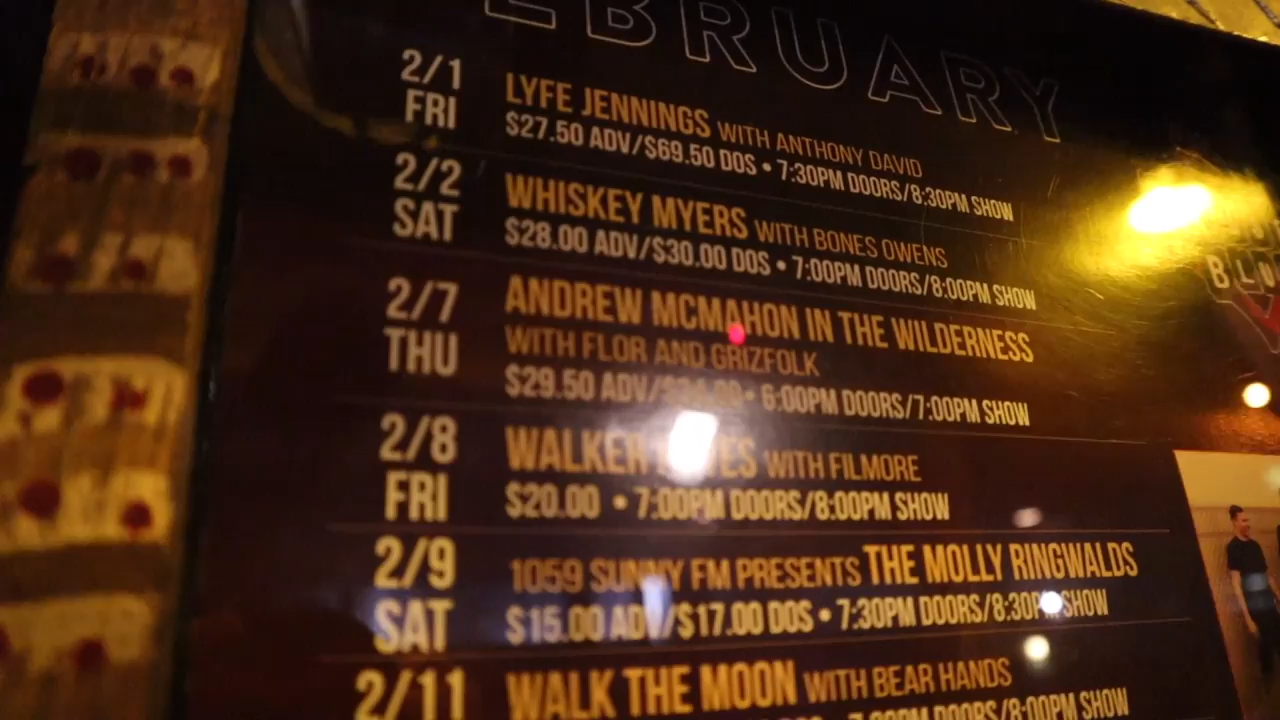 EBRUARY
2/1
FRI
LYFE JENNINGS WITH ANTHONY DAVID
$27.50 ADV/$69.50 DOS • 7:30PM DOORS/8:30PM SHOW
2/2
SAT
WHISKEY MYERS WITH BONES OWENS
$28.00 ADV/$30.00 DOS • 7:00PM DOORS/8:00PM SHOW
2/7
THU
ANDREW MCMAHON IN THE WILDERNESS
WITH FLOR AND GRIZFOLK
$29.50 ADV/ • 6:00PM DOORS/7:00PM SHOW
2/8
FRI
WALKER WITH FILMORE
$20.00 • 7:00PM DOORS/8:00PM SHOW
2/9
SAT
1059 SUNNY FM PRESENTS THE MOLLY RINGWALDS
$15.00 ADV/$17.00 DOS • 7:30PM DOORS/8:30PM SHOW
2/11
WALK THE MOON WITH BEAR HANDS
DOORS/8:00PM SHOW
BLU